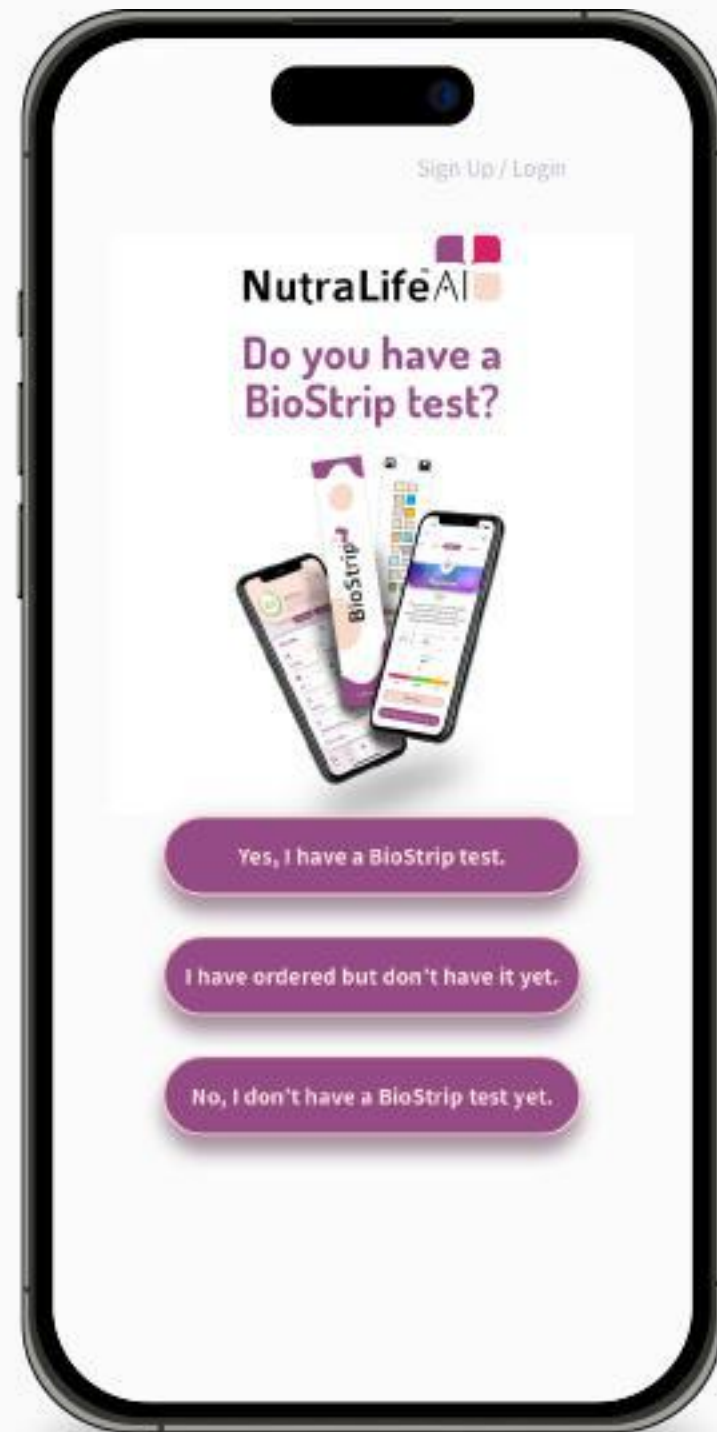 Sign Up / Login
NutraLife™AI
Do you have a
BioStrip test?
BioStrip
Yes, I have a BioStrip test.
I have ordered but don't have it yet.
No, I don't have a BioStrip test yet.